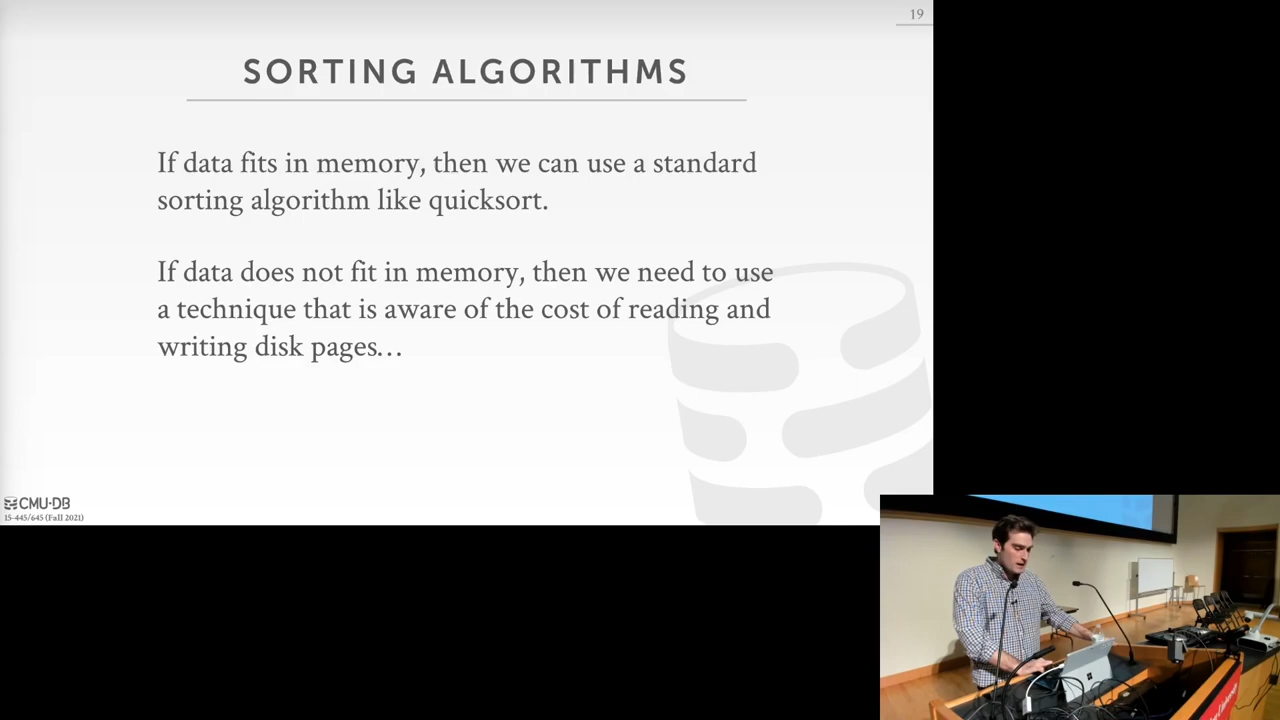 19
SORTING ALGORITHMS
If data fits in memory, then we can use a standard
sorting algorithm like quicksort.
If data does not fit in memory, then we need to use
a technique that is aware of the cost of reading and
writing disk pages…
CMU·DB
15-445/645 (Fall 2021)